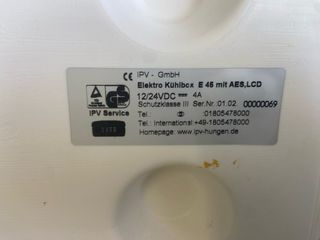 CE IPV - GmbH
Elektro Kühlbox E 45 mit AES,LCD
12/24VDC 4A
Schutzklasse III Ser.Nr.01.02. 00000069
IPV Service
Tel.: :01805478000
Tel.: International:+49-1805478000
Homepage: www.ipv-hungen.de